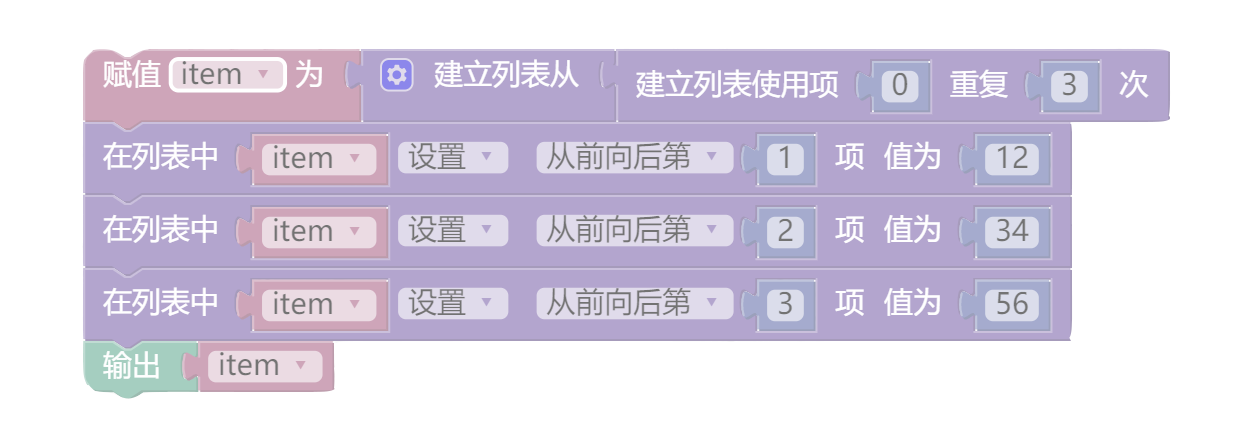 赋值 item 为 建立列表从 建立列表使用项 0 重复 3 次
在列表中 item 设置 从前向后第 1 项 值为 12
在列表中 item 设置 从前向后第 2 项 值为 34
在列表中 item 设置 从前向后第 3 项 值为 56
输出 item